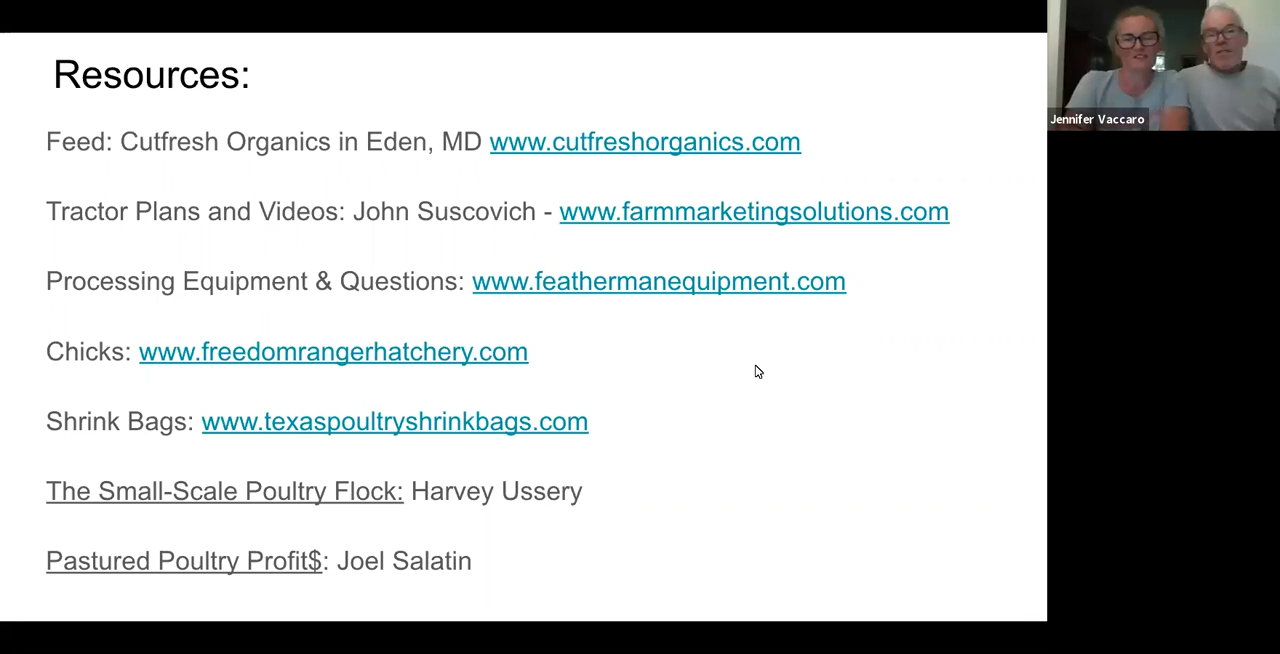 Resources:
Feed: Cutfresh Organics in Eden, MD www.cutfreshorganics.com
Tractor Plans and Videos: John Suscovich - www.farmmarketingsolutions.com
Processing Equipment & Questions: www.feathermanequipment.com
Chicks: www.freedomrangerhatchery.com
Shrink Bags: www.texaspoultryshrinkbags.com
The Small-Scale Poultry Flock: Harvey Ussery
Pastured Poultry Profit$: Joel Salatin
Jennifer Vaccaro